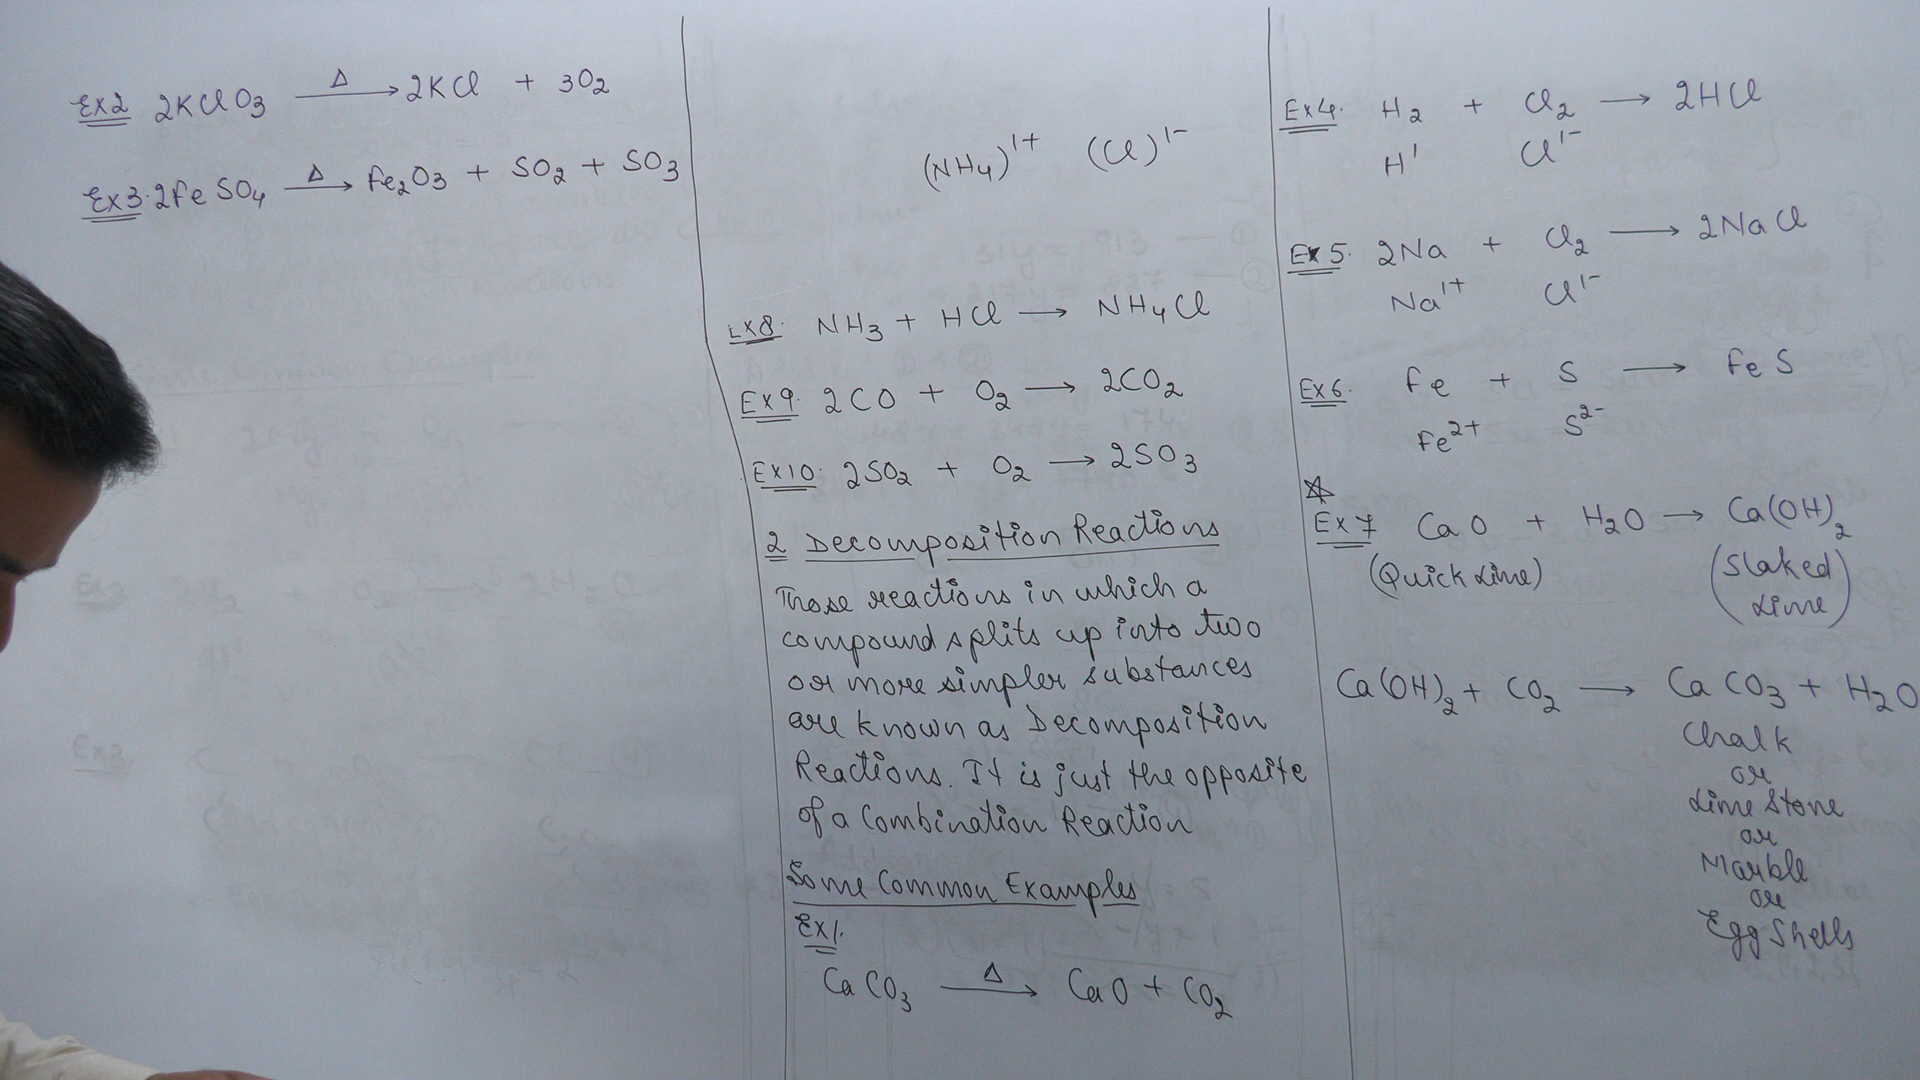 Ex2 2KClO3 Δ→ 2KCl + 3O2
Ex3. 2FeSO4 Δ→ Fe2O3 + SO2 + SO3
(NH4)1+ (Cl)1-
Ex8. NH3 + HCl → NH4Cl
Ex9. 2CO + O2 → 2CO2
Ex10. 2SO2 + O2 → 2SO3
2 Decomposition Reactions
Those reactions in which a
compound splits up into two
or more simpler substances
are known as Decomposition
Reactions. It is just the opposite
of a Combination Reaction
Some Common Examples
Ex1.
CaCO3 Δ→ CaO + CO2
Ex4. H2 + Cl2 → 2HCl
H1 Cl1-
Ex5. 2Na + Cl2 → 2NaCl
Na1+ Cl1-
Ex6. Fe + S → FeS
Fe2+ S2-
Ex7 CaO + H2O → Ca(OH)2
(Quick Lime) (Slaked
Lime)
Ca(OH)2 + CO2 → CaCO3 + H2O
Chalk
or
Lime Stone
or
Marble
or
Egg Shells